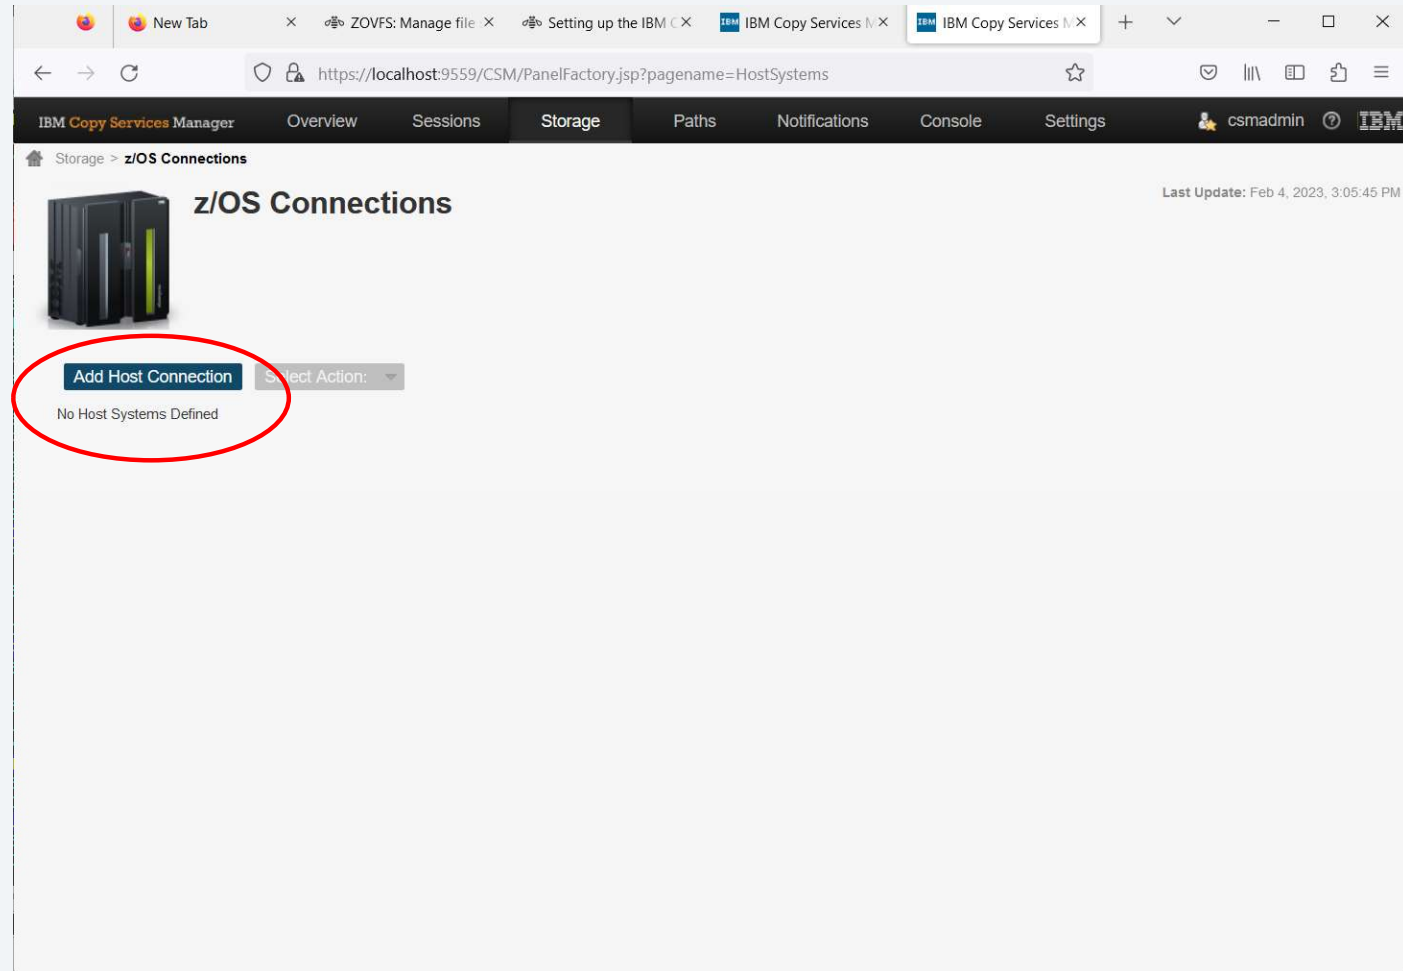 New Tab
ZOVFS: Manage file
Setting up the IBM C
IBM Copy Services M
IBM Copy Services M
https://localhost:9559/CSM/PanelFactory.jsp?pagename=HostSystems
IBM Copy Services Manager Overview Sessions Storage Paths Notifications Console Settings csmadmin IBM
Storage > z/OS Connections
z/OS Connections
Last Update: Feb 4, 2023, 3:05:45 PM
Add Host Connection Select Action:
No Host Systems Defined